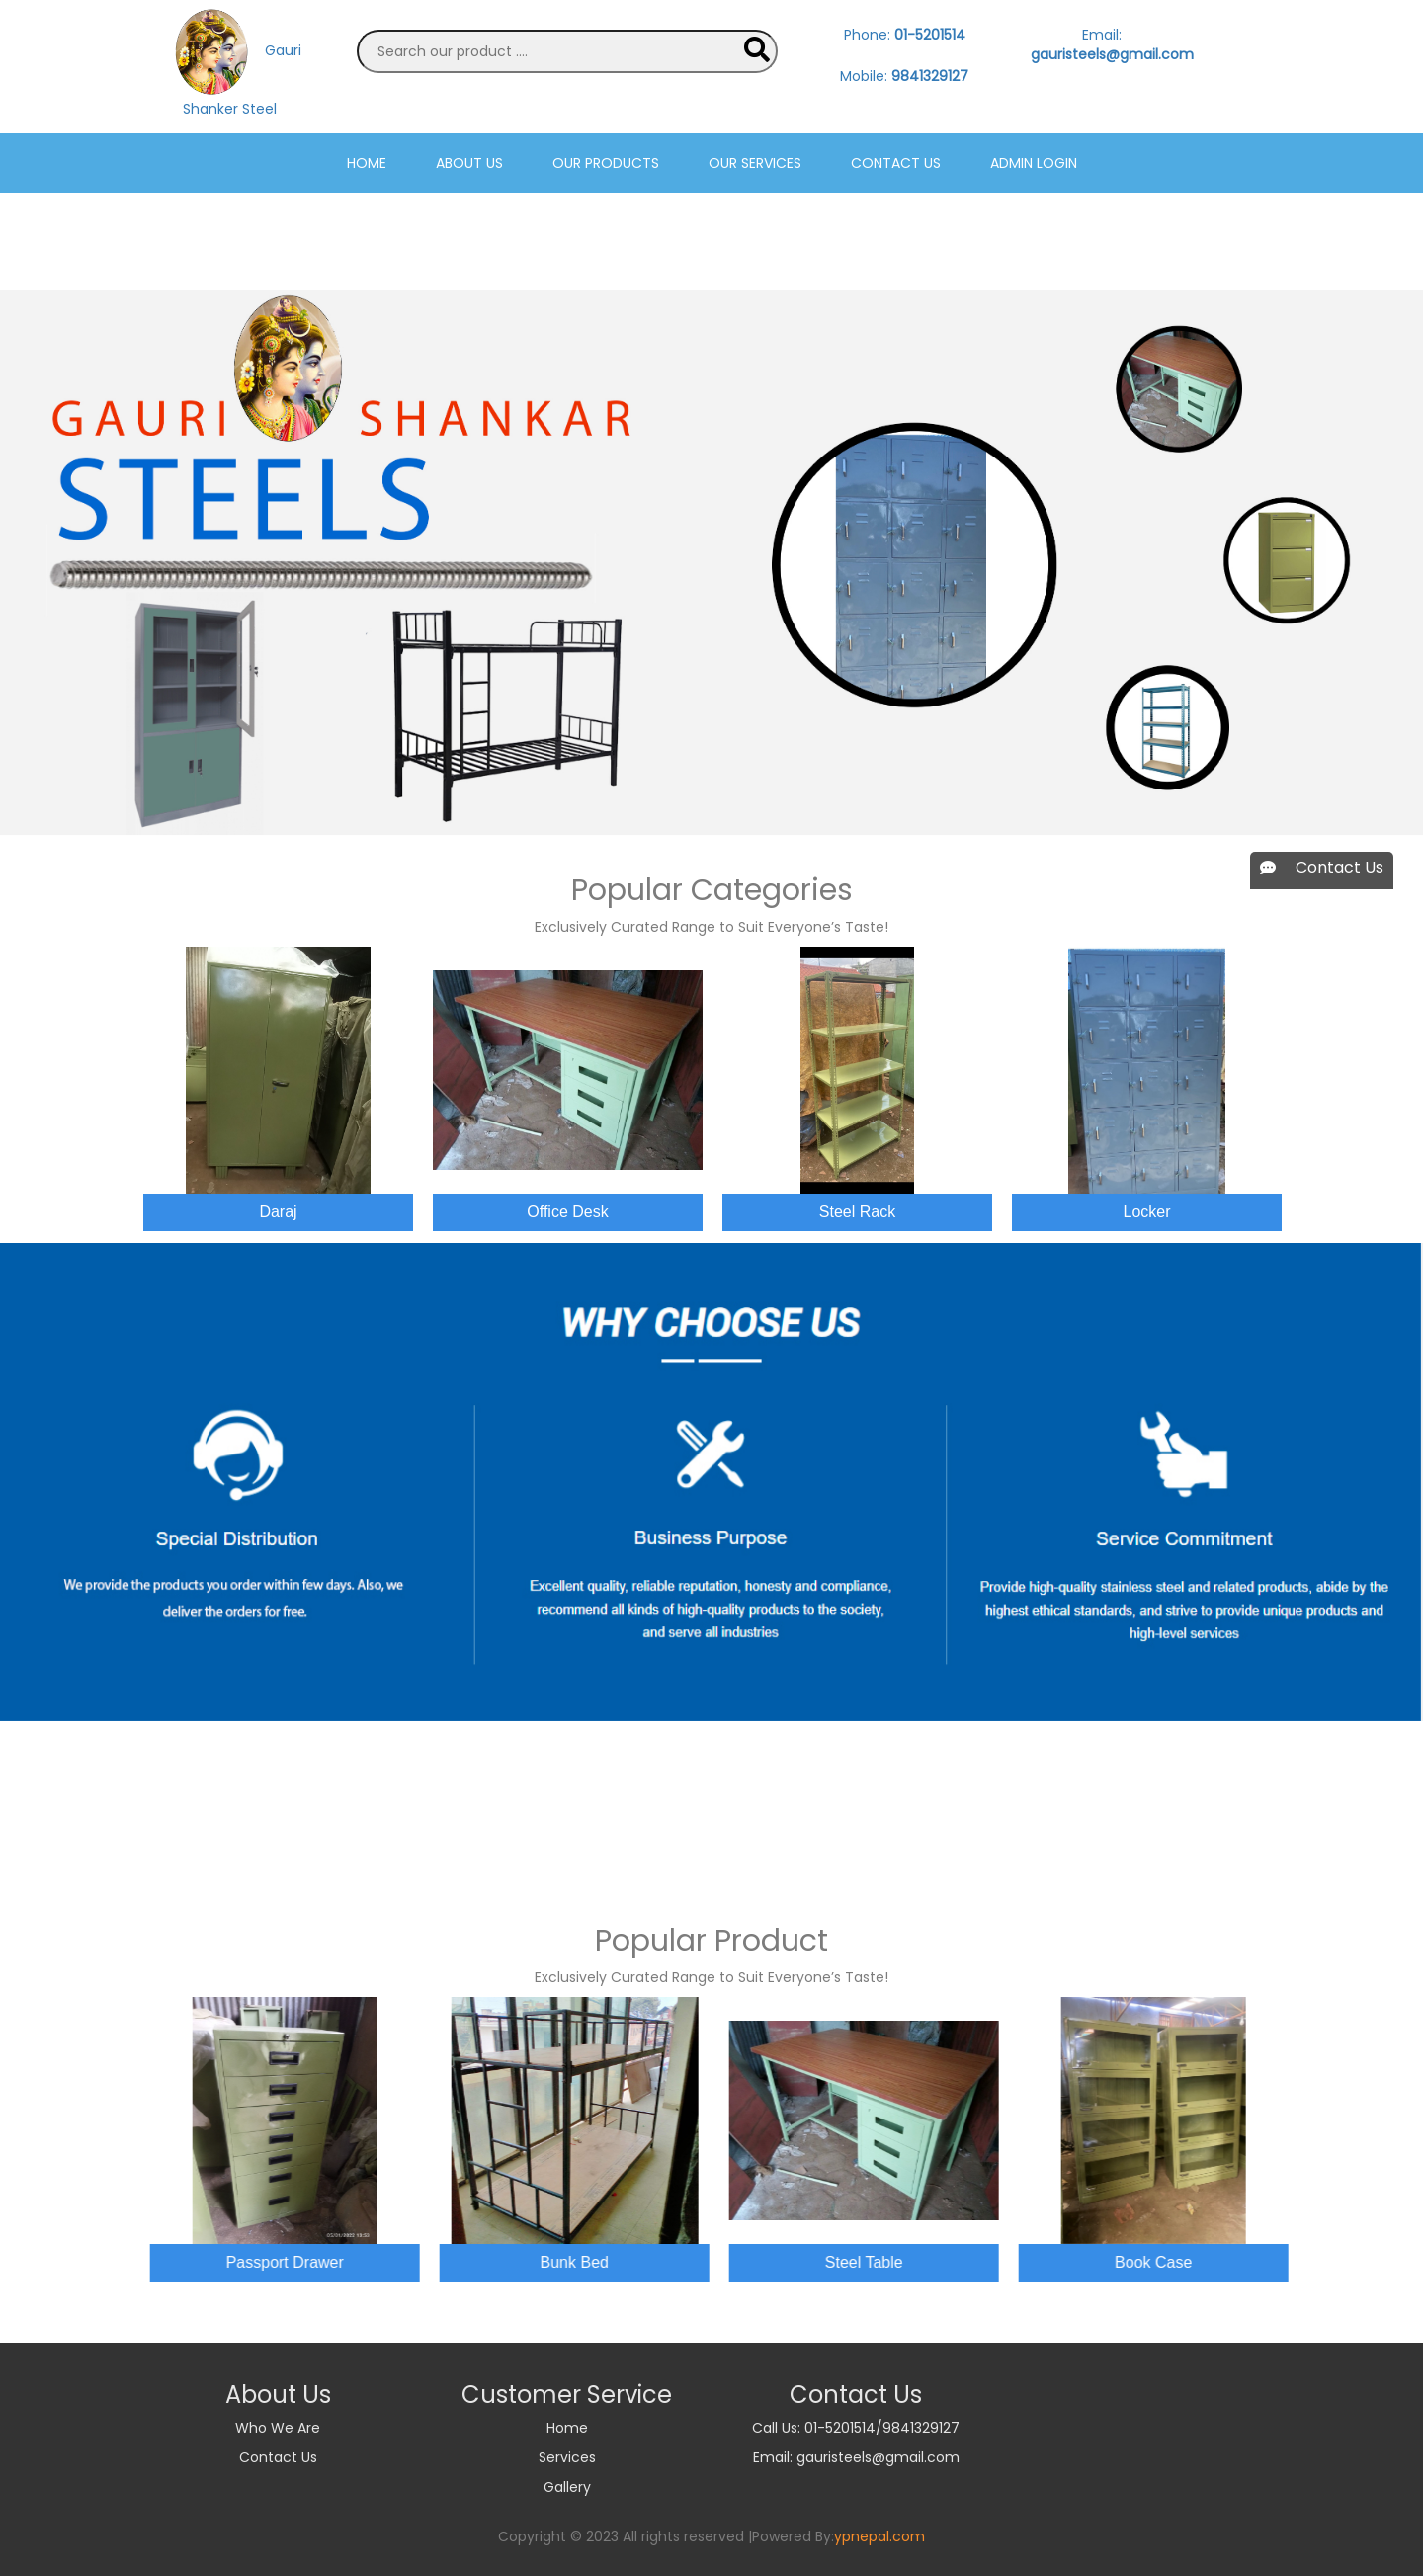 Gauri
Shanker Steel
Search our product ....
Phone: 01-5201514
Mobile: 9841329127
Email:
gauristeels@gmail.com
HOME ABOUT US OUR PRODUCTS OUR SERVICES CONTACT US ADMIN LOGIN
GAURI SHANKAR
STEELS
Contact Us
Popular Categories
Exclusively Curated Range to Suit Everyone’s Taste!
Daraj Office Desk Steel Rack Locker
WHY CHOOSE US
Special Distribution
We provide the products you order within few days. Also, we
deliver the orders for free.
Business Purpose
Excellent quality, reliable reputation, honesty and compliance,
recommend all kinds of high-quality products to the society,
and serve all industries
Service Commitment
Provide high-quality stainless steel and related products, abide by the
highest ethical standards, and strive to provide unique products and
high-level services
Popular Product
Exclusively Curated Range to Suit Everyone’s Taste!
Passport Drawer Bunk Bed Steel Table Book Case
About Us
Who We Are
Contact Us
Customer Service
Home
Services
Gallery
Contact Us
Call Us: 01-5201514/9841329127
Email: gauristeels@gmail.com
Copyright © 2023 All rights reserved |Powered By:ypnepal.com